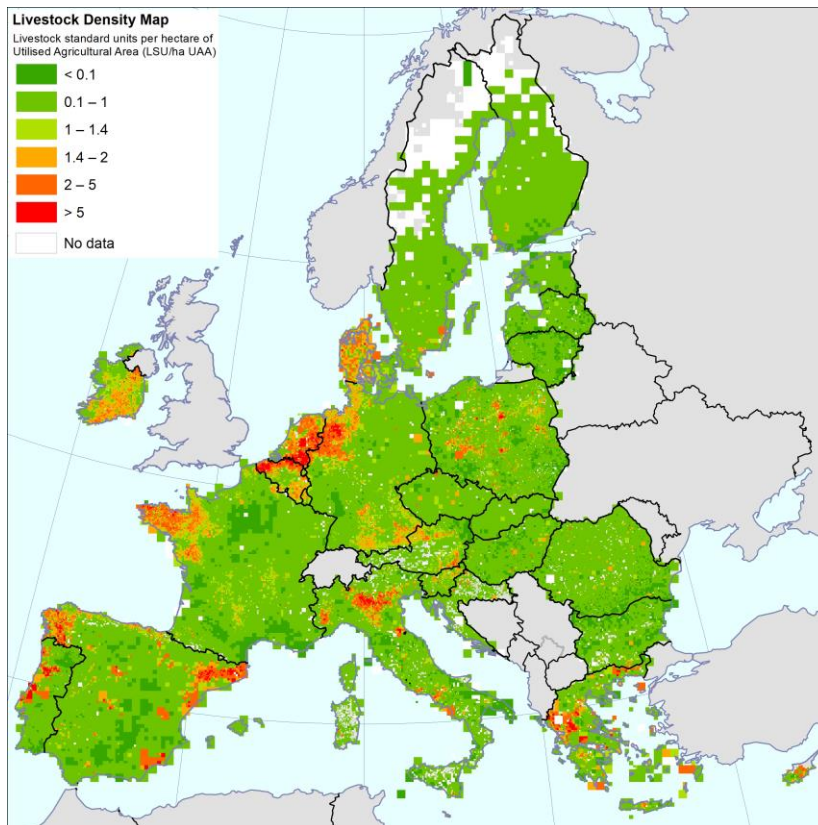 Livestock Density Map
Livestock standard units per hectare of
Utilised Agricultural Area (LSU/ha UAA)
< 0.1
0.1 – 1
1 – 1.4
1.4 – 2
2 – 5
> 5
No data